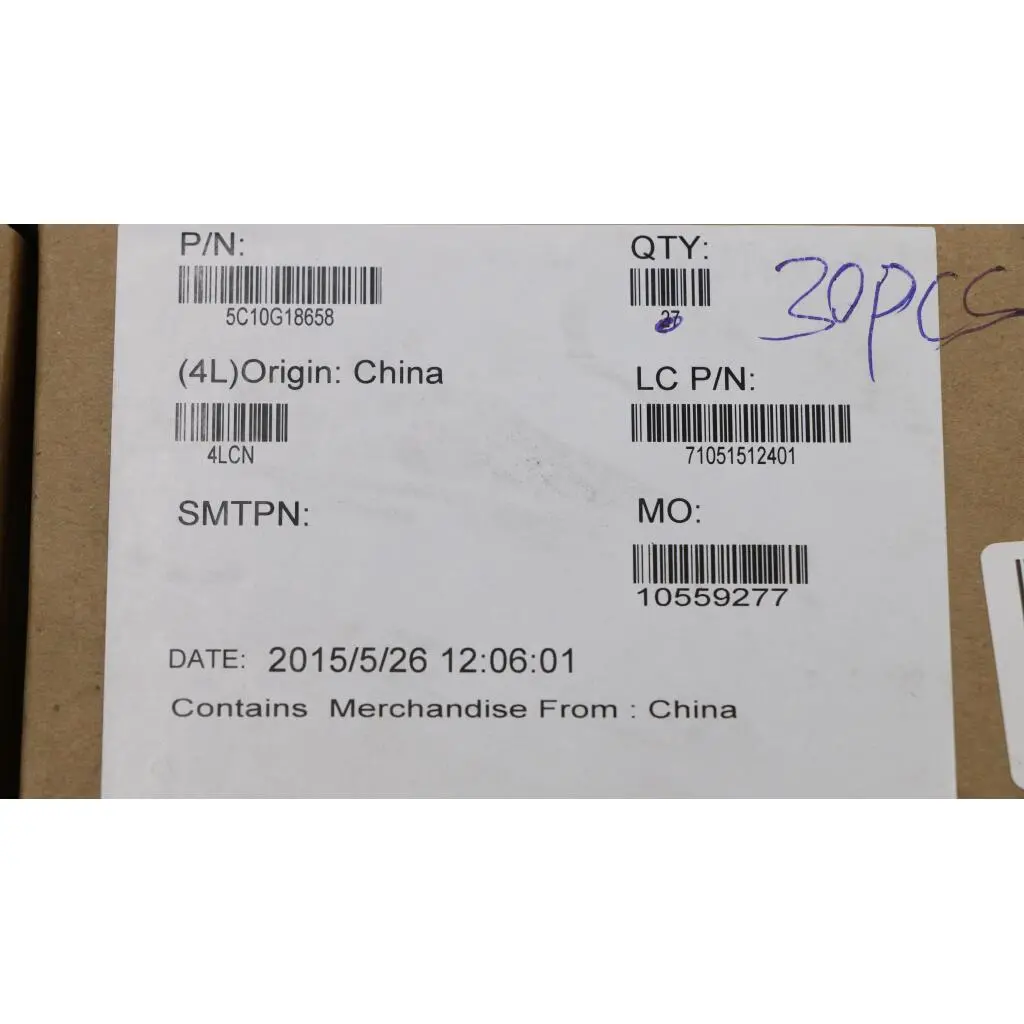 P/N: QTY:
30pcs
5C10G18658 27
(4L)Origin: China LC P/N:
4LCN 71051512401
SMTPN: MO:
10559277
DATE: 2015/5/26 12:06:01
Contains Merchandise From : China